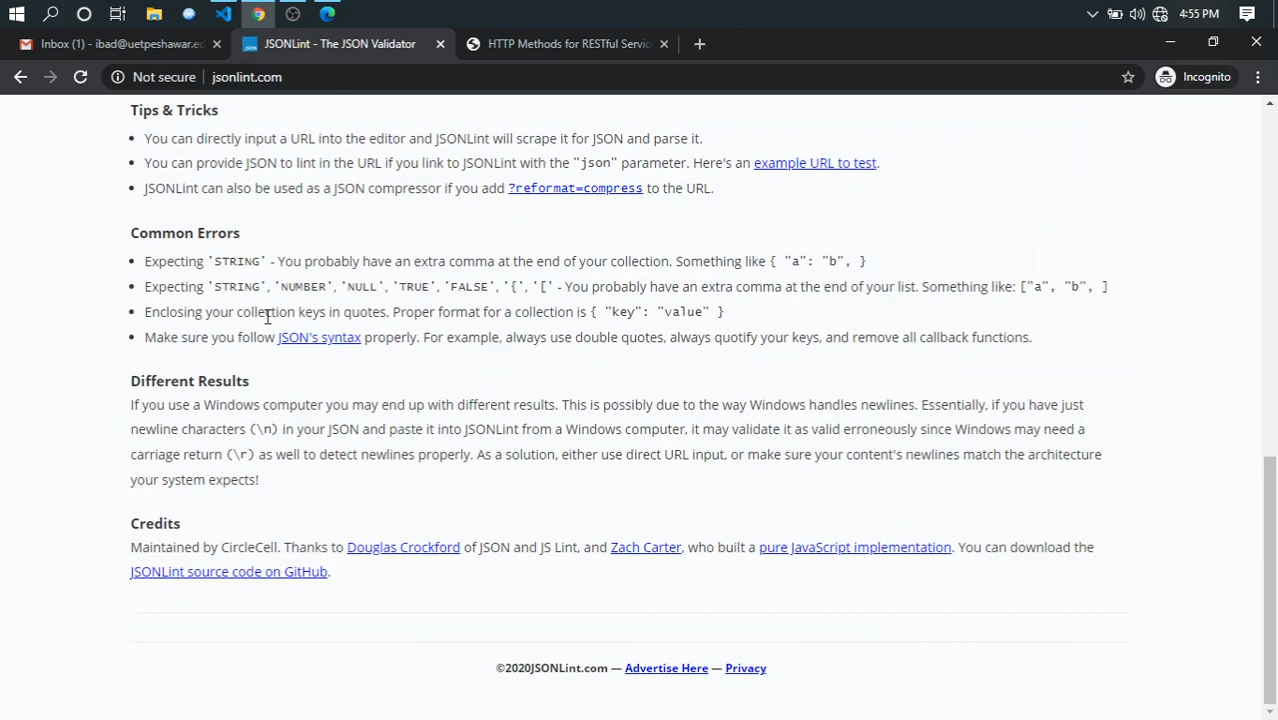 4:55 PM
Inbox (1) - ibad@uetpeshawar.ec
JSONLint - The JSON Validator
HTTP Methods for RESTful Servic
Not secure
jsonlint.com
Incognito
Tips & Tricks
• You can directly input a URL into the editor and JSONLint will scrape it for JSON and parse it.
• You can provide JSON to lint in the URL if you link to JSONLint with the "json" parameter. Here's an example URL to test.
• JSONLint can also be used as a JSON compressor if you add ?reformat=compress to the URL.
Common Errors
• Expecting 'STRING' - You probably have an extra comma at the end of your collection. Something like { "a": "b", }
• Expecting 'STRING', 'NUMBER', 'NULL', 'TRUE', 'FALSE', '{', '[' - You probably have an extra comma at the end of your list. Something like: ["a", "b", ]
• Enclosing your collection keys in quotes. Proper format for a collection is { "key": "value" }
• Make sure you follow JSON's syntax properly. For example, always use double quotes, always quotify your keys, and remove all callback functions.
Different Results
If you use a Windows computer you may end up with different results. This is possibly due to the way Windows handles newlines. Essentially, if you have just
newline characters (\n) in your JSON and paste it into JSONLint from a Windows computer, it may validate it as valid erroneously since Windows may need a
carriage return (\r) as well to detect newlines properly. As a solution, either use direct URL input, or make sure your content's newlines match the architecture
your system expects!
Credits
Maintained by CircleCell. Thanks to Douglas Crockford of JSON and JS Lint, and Zach Carter, who built a pure JavaScript implementation. You can download the
JSONLint source code on GitHub.
©2020JSONLint.com — Advertise Here — Privacy